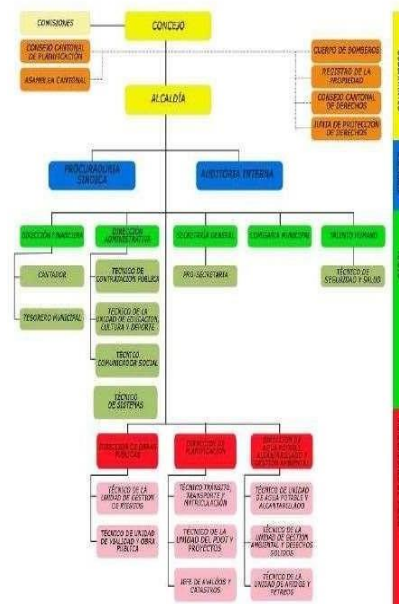 COMISIONES
CONCEJO
CONSEJO CANTONAL
DE PLANIFICACIÓN
ASAMBLEA CANTONAL
CUERPO DE BOMBEROS
REGISTRO DE LA
PROPIEDAD
CONSEJO CANTONAL
DE DERECHOS
JUNTA DE PROTECCIÓN
DE DERECHOS
ALCALDÍA
PROCURADURIA
SINDICA
AUDITORIA INTERNA
DIRECCIÓN FINANCIERA
DIRECCIÓN
ADMINISTRATIVA
SECRETARÍA GENERAL
COMISARIA MUNICIPAL
TALENTO HUMANO
CONTADOR
TESORERO MUNICIPAL
TÉCNICO DE
CONTRATACIÓN PÚBLICA
TÉCNICO DE LA
UNIDAD DE EDUCACIÓN,
CULTURA Y DEPORTE
TÉCNICO
COMUNICADOR SOCIAL
TÉCNICO
DE SISTEMAS
PRO-SECRETARIA
TÉCNICO DE
SEGURIDAD Y SALUD
DIRECCIÓN DE OBRAS
PÚBLICAS
DIRECCIÓN DE
PLANIFICACIÓN
DIRECCIÓN DE
AGUA POTABLE,
ALCANTARILLADO Y
GESTIÓN AMBIENTAL
TÉCNICO DE LA
UNIDAD DE GESTION
DE RIESGOS
TÉCNICO DE UNIDAD
DE VIALIDAD Y OBRA
PÚBLICA
TÉCNICO TRÁNSITO,
TRANSPORTE Y
MATRICULACIÓN
TÉCNICO DE LA
UNIDAD DEL PDOT Y
PROYECTOS
JEFE DE AVALÚOS Y
CATASTROS
TÉCNICO DE UNIDAD
DE AGUA POTABLE Y
ALCANTARILLADO
TÉCNICO DE LA
UNIDAD DE GESTION
AMBIENTAL Y DESECHOS
SÓLIDOS
TÉCNICO DE LA
UNIDAD DE ÁRIDOS Y
PÉTREOS